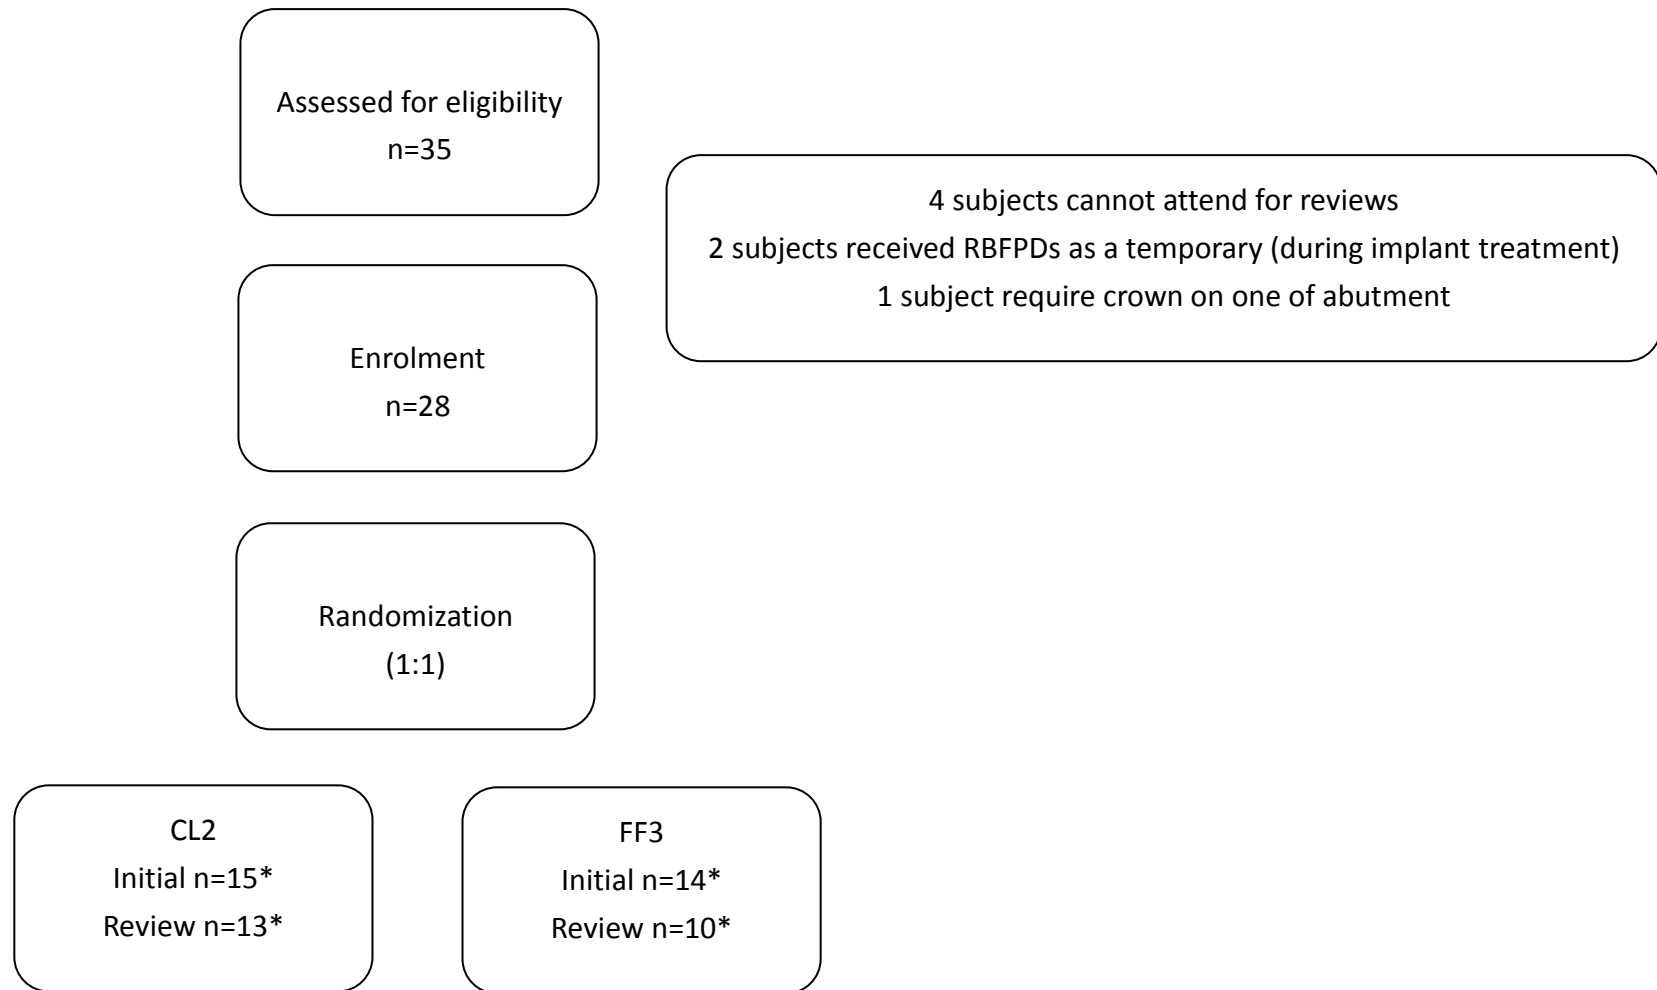 Assessed for eligibility
n=35
4 subjects cannot attend for reviews
2 subjects received RBFPDs as a temporary (during implant treatment)
1 subject require crown on one of abutment
Enrolment
n=28
Randomization
(1:1)
CL2
Initial n=15*
Review n=13*
FF3
Initial n=14*
Review n=10*